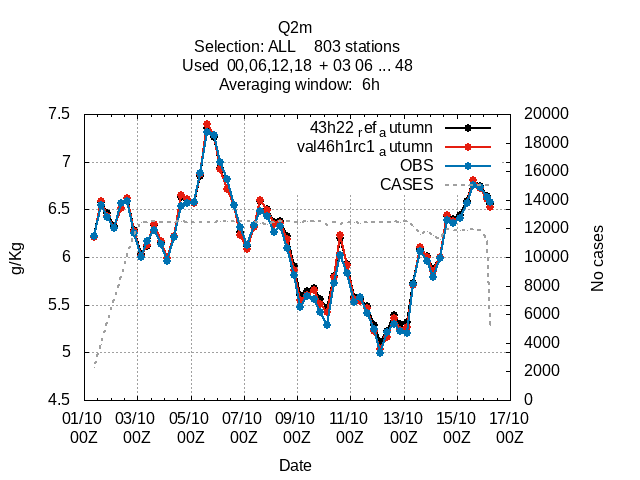 Q2m
Selection: ALL 803 stations
Used 00,06,12,18 + 03 06 ... 48
Averaging window: 6h
43h22 ref autumn
val46h1rc1 autumn
OBS
CASES
7.5
7
6.5
6
5.5
5
4.5
g/Kg
20000
18000
16000
14000
12000
10000
8000
6000
4000
2000
0
No cases
01/10 03/10 05/10 07/10 09/10 11/10 13/10 15/10 17/10
00Z 00Z 00Z 00Z 00Z 00Z 00Z 00Z 00Z
Date